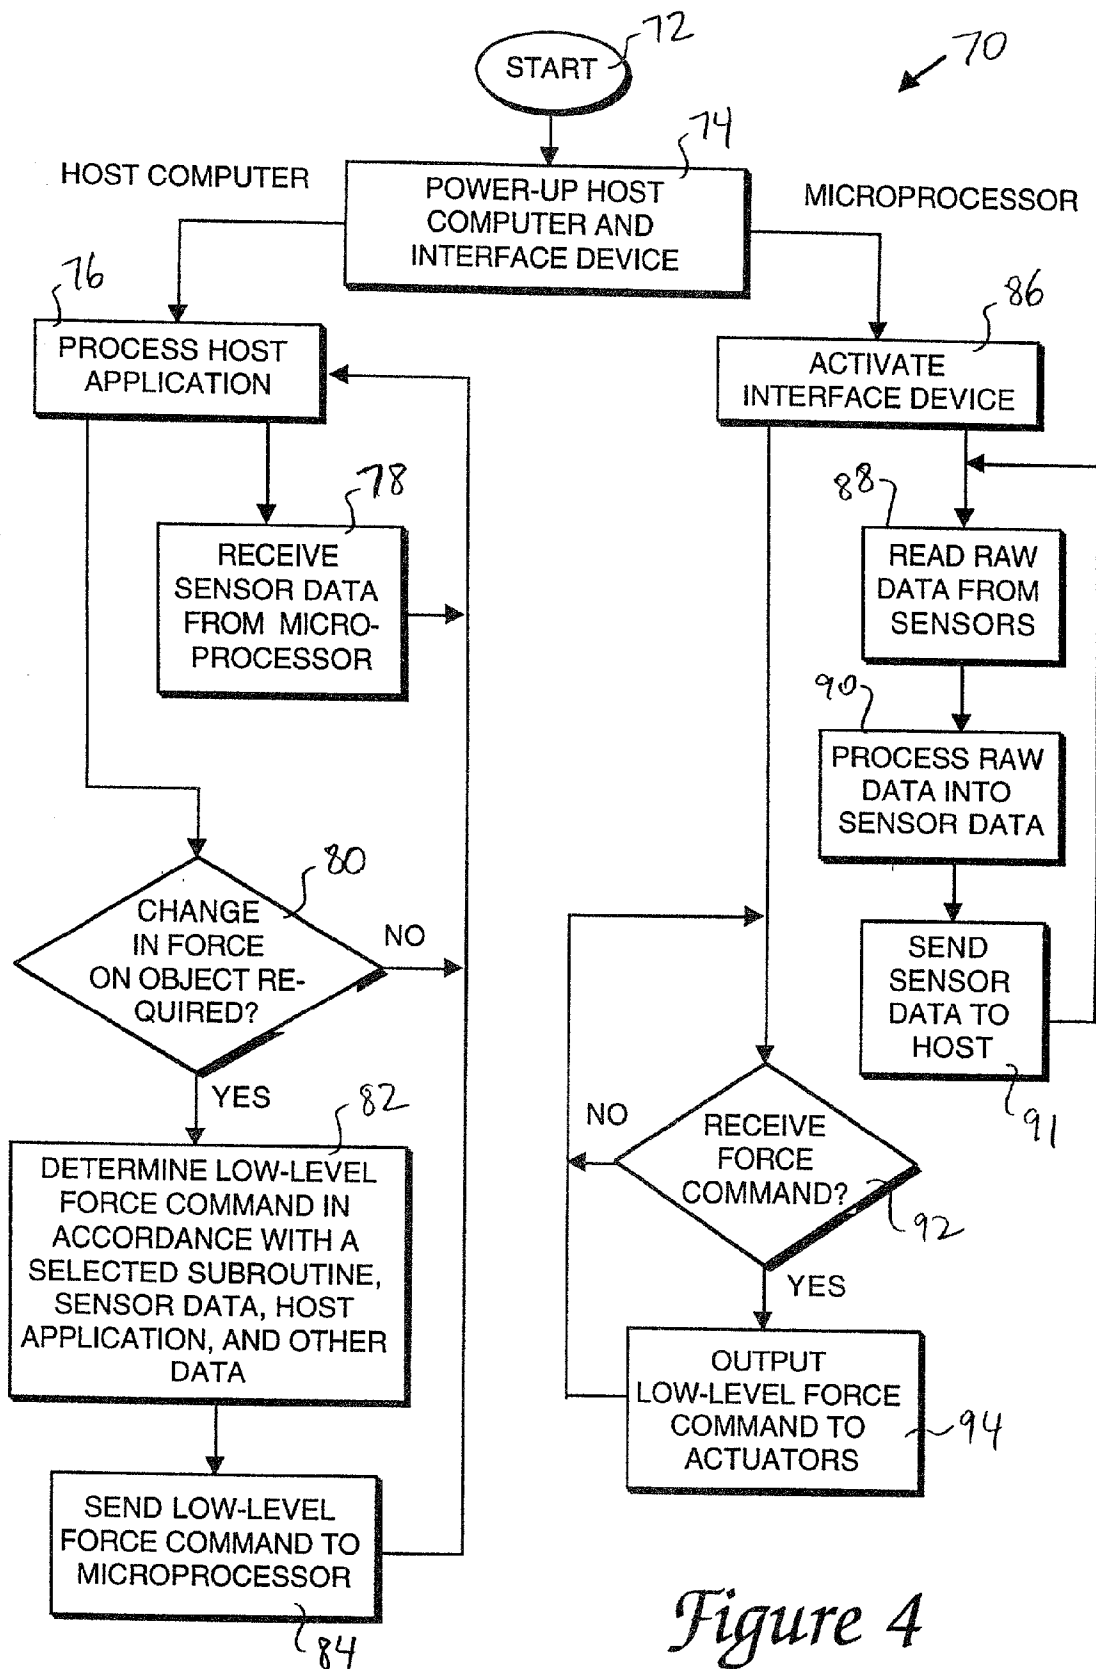 72
START
70
74
HOST COMPUTER
POWER-UP HOST
COMPUTER AND
INTERFACE DEVICE
MICROPROCESSOR
76
PROCESS HOST
APPLICATION
86
ACTIVATE
INTERFACE DEVICE
78
RECEIVE
SENSOR DATA
FROM MICRO-
PROCESSOR
88
READ RAW
DATA FROM
SENSORS
90
PROCESS RAW
DATA INTO
SENSOR DATA
80
CHANGE
IN FORCE
ON OBJECT RE-
QUIRED?
NO
YES
SEND
SENSOR
DATA TO
HOST
91
82
DETERMINE LOW-LEVEL
FORCE COMMAND IN
ACCORDANCE WITH A
SELECTED SUBROUTINE,
SENSOR DATA, HOST
APPLICATION, AND OTHER
DATA
NO
RECEIVE
FORCE
COMMAND?
92
YES
OUTPUT
LOW-LEVEL FORCE
COMMAND TO
ACTUATORS
94
SEND LOW-LEVEL
FORCE COMMAND TO
MICROPROCESSOR
84
Figure 4